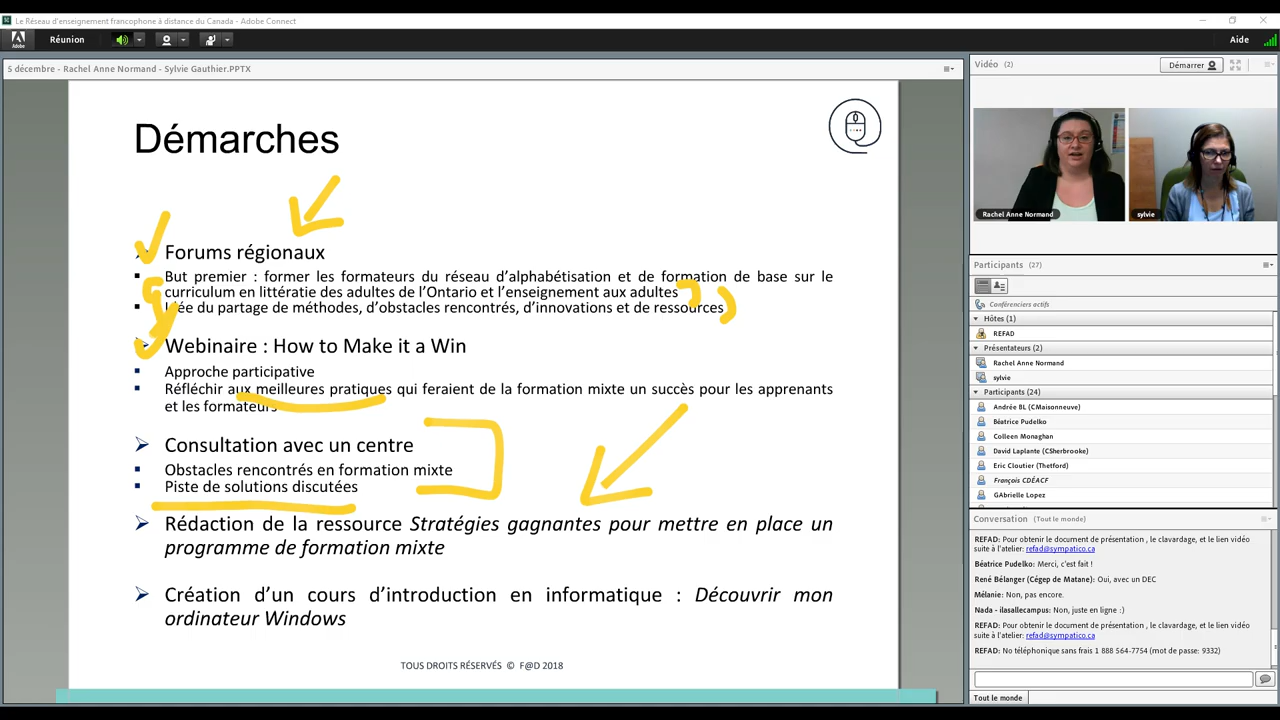 Le Réseau d'enseignement francophone à distance du Canada - Adobe Connect
Adobe
Réunion
Aide
5 décembre - Rachel Anne Normand - Sylvie Gauthier.PPTX
Démarches
Forums régionaux
But premier : former les formateurs du réseau d'alphabétisation et de formation de base sur le
curriculum en littératie des adultes de l'Ontario et l'enseignement aux adultes
Idée du partage de méthodes, d'obstacles rencontrés, d'innovations et de ressources
Webinaire : How to Make it a Win
Approche participative
Réfléchir aux meilleures pratiques qui feraient de la formation mixte un succès pour les apprenants
et les formateurs
Consultation avec un centre
Obstacles rencontrés en formation mixte
Piste de solutions discutées
Rédaction de la ressource Stratégies gagnantes pour mettre en place un
programme de formation mixte
Création d'un cours d'introduction en informatique : Découvrir mon
ordinateur Windows
TOUS DROITS RÉSERVÉS © F@D 2018
Vidéo (2)
Démarrer
Rachel Anne Normand
sylvie
Participants (27)
Conférenciers actifs
Hôtes (1)
REFAD
Présentateurs (2)
Rachel Anne Normand
sylvie
Participants (24)
Andrée BL (CMaisonneuve)
Béatrice Pudelko
Colleen Monaghan
David Laplante (CSherbrooke)
Eric Cloutier (Thetford)
François CDÉACF
GAbrielle Lopez
Conversation (Tout le monde)
REFAD: Pour obtenir le document de présentation , le clavardage, et le lien vidéo
suite à l'atelier: refad@sympatico.ca
Béatrice Pudelko: Merci, c'est fait !
René Bélanger (Cégep de Matane): Oui, avec un DEC
Mélanie: Non, pas encore.
Nada - ilasallecampus: Non, juste en ligne :)
REFAD: Pour obtenir le document de présentation , le clavardage, et le lien vidéo
suite à l'atelier: refad@sympatico.ca
REFAD: No téléphonique sans frais 1 888 564-7754 (mot de passe: 9332)
Tout le monde